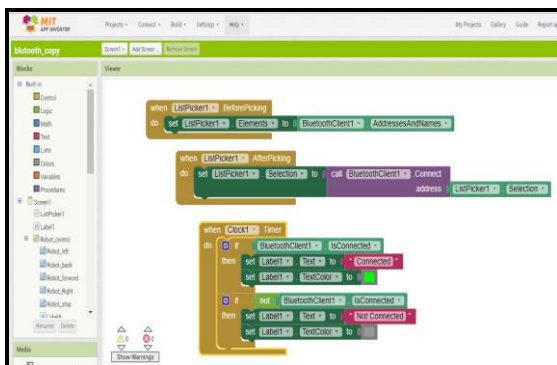 MIT
APP INVENTOR
Projects Connect Build Settings Help
My Projects Gallery Guide Report an
blutooth_copy
Screen1 Add Screen... Remove Screen
Blocks
Viewer
Built-in
Control
Logic
Math
Text
Lists
Colors
Variables
Procedures
Screen1
ListPicker1
Label1
Robot_control
Robot_left
Robot_back
Robot_forword
Robot_Right
Robot_stop
Rename Delete
Media
when ListPicker1 .BeforePicking
do set ListPicker1 . Elements to BluetoothClient1 . AddressesAndNames
when ListPicker1 .AfterPicking
do set ListPicker1 . Selection to call BluetoothClient1 .Connect
address ListPicker1 . Selection
when Clock1 .Timer
do if BluetoothClient1 . IsConnected
then set Label1 . Text to " Connected "
set Label1 . TextColor to
if not BluetoothClient1 . IsConnected
then set Label1 . Text to " Not Connected "
set Label1 . TextColor to
0 0
Show Warnings